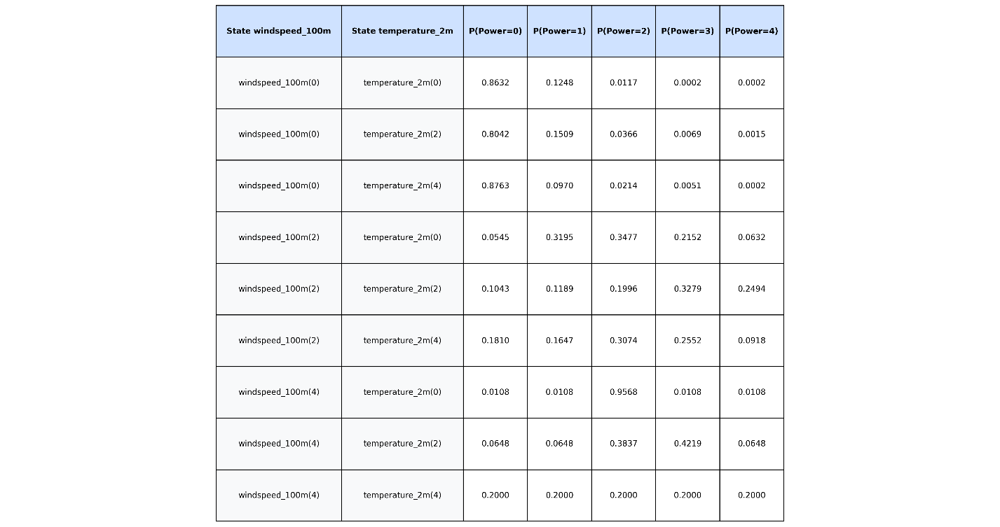 State windspeed_100m State temperature_2m P(Power=0) P(Power=1) P(Power=2) P(Power=3) P(Power=4)
windspeed_100m(0) temperature_2m(0) 0.8632 0.1248 0.0117 0.0002 0.0002
windspeed_100m(0) temperature_2m(2) 0.8042 0.1509 0.0366 0.0069 0.0015
windspeed_100m(0) temperature_2m(4) 0.8763 0.0970 0.0214 0.0051 0.0002
windspeed_100m(2) temperature_2m(0) 0.0545 0.3195 0.3477 0.2152 0.0632
windspeed_100m(2) temperature_2m(2) 0.1043 0.1189 0.1996 0.3279 0.2494
windspeed_100m(2) temperature_2m(4) 0.1810 0.1647 0.3074 0.2552 0.0918
windspeed_100m(4) temperature_2m(0) 0.0108 0.0108 0.9568 0.0108 0.0108
windspeed_100m(4) temperature_2m(2) 0.0648 0.0648 0.3837 0.4219 0.0648
windspeed_100m(4) temperature_2m(4) 0.2000 0.2000 0.2000 0.2000 0.2000